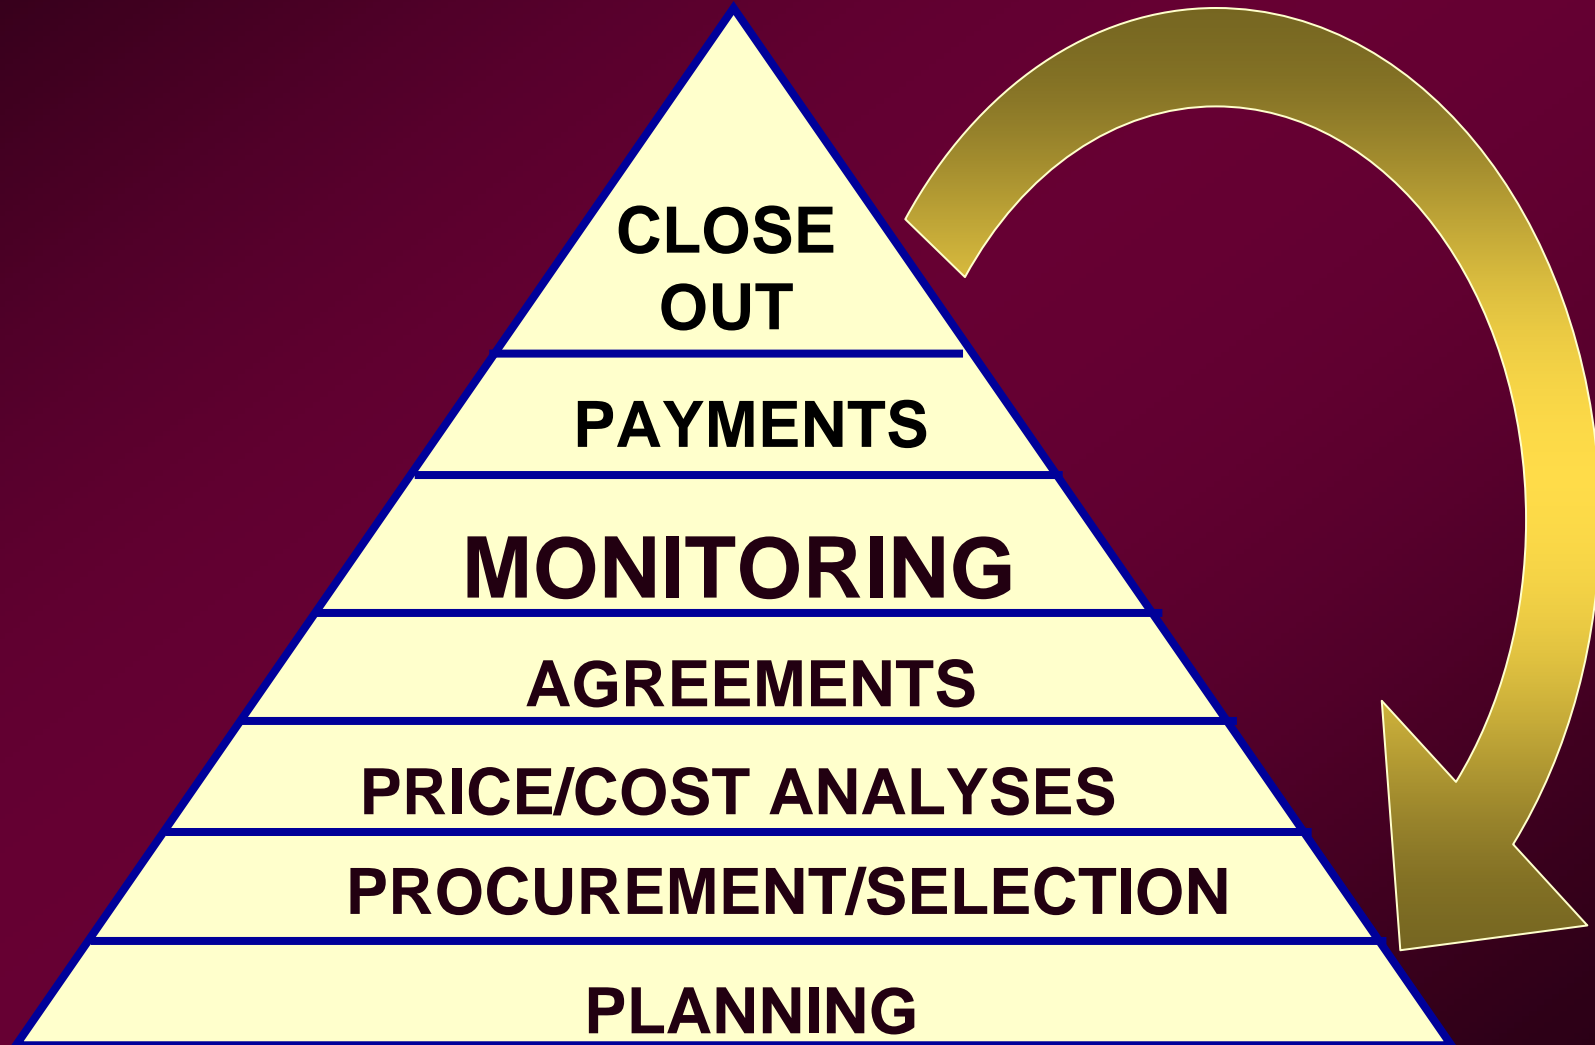 CLOSE
OUT
PAYMENTS
MONITORING
AGREEMENTS
PRICE/COST ANALYSES
PROCUREMENT/SELECTION
PLANNING